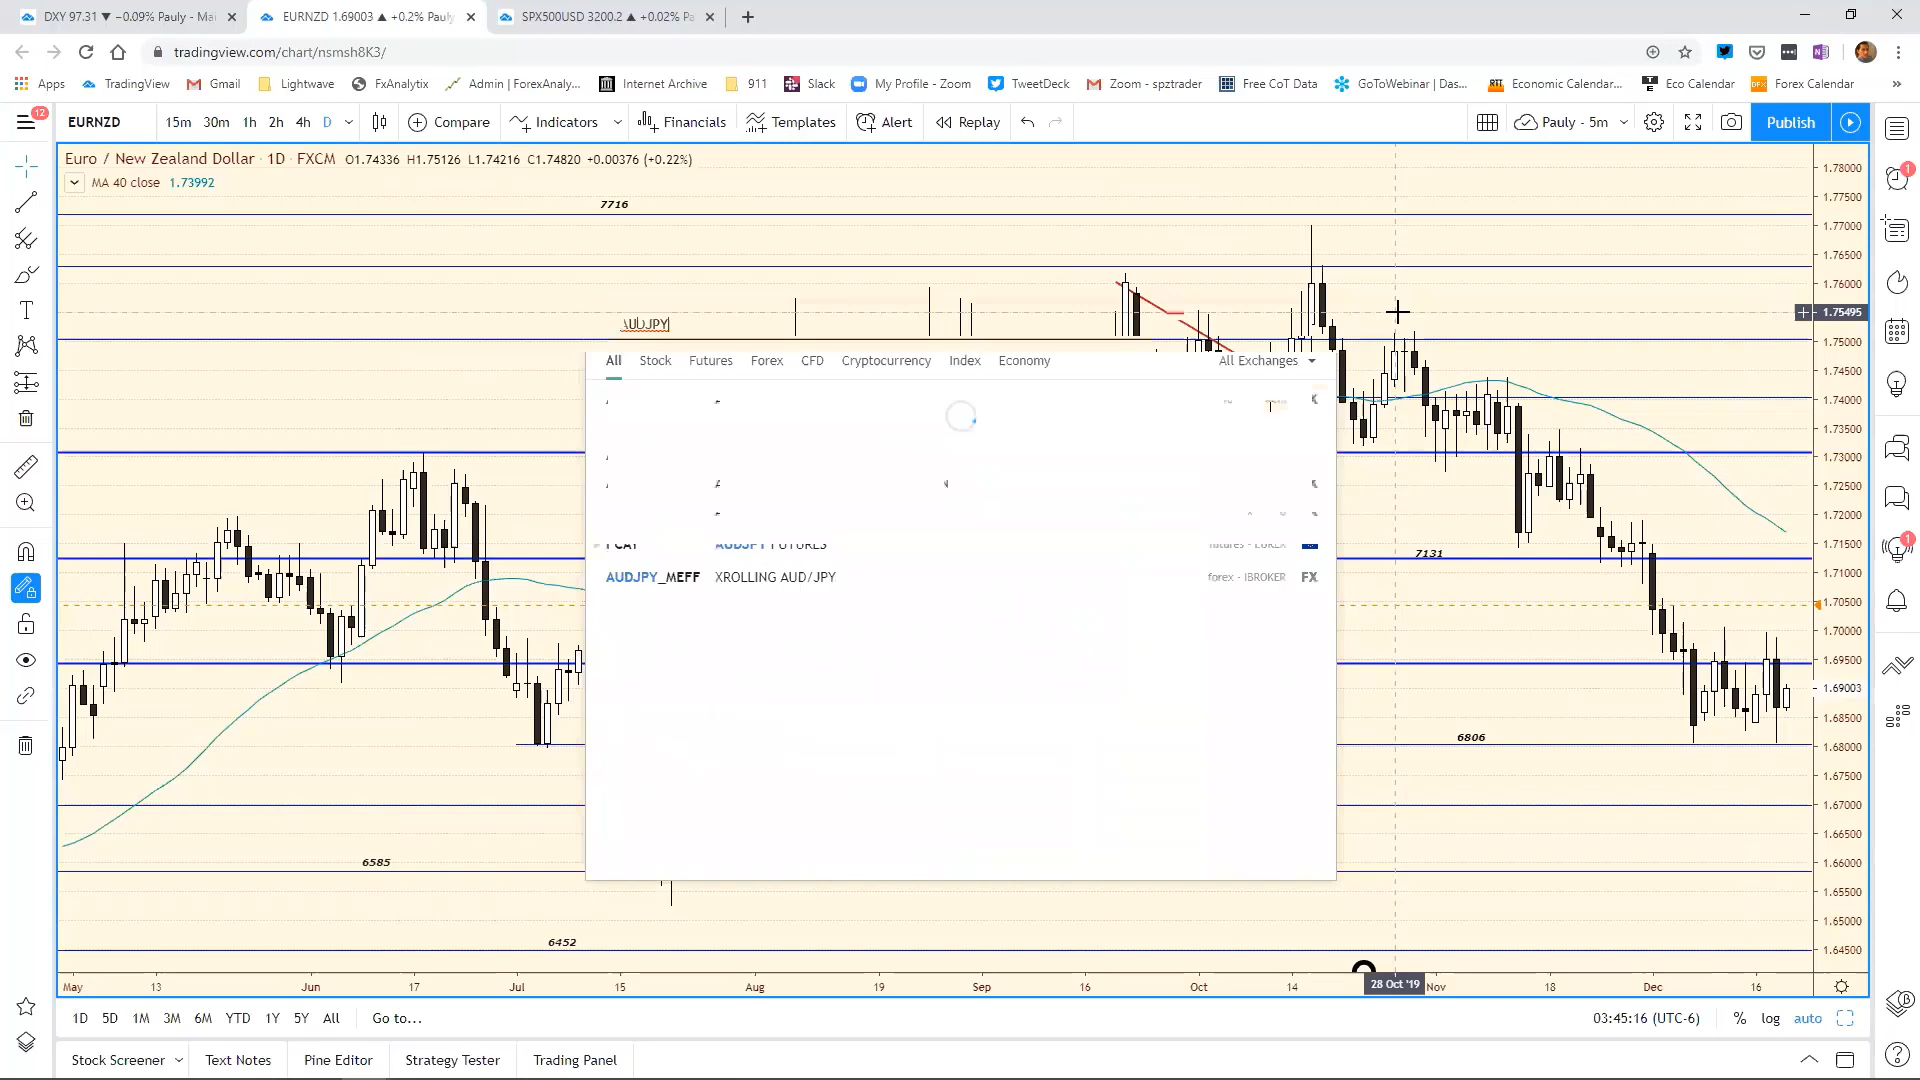 DXY 97.31 ▼ −0.09% Pauly - Mai
EURNZD 1.69003 ▲ +0.2% Pauly
SPX500USD 3200.2 ▲ +0.02% Pa
tradingview.com/chart/nsmsh8K3/
Apps
TradingView
Gmail
Lightwave
FxAnalytix
Admin | ForexAnaly...
Internet Archive
911
Slack
My Profile - Zoom
TweetDeck
Zoom - spztrader
Free CoT Data
GoToWebinar | Das...
Economic Calendar...
Eco Calendar
Forex Calendar
12
EURNZD
15m 30m 1h 2h 4h D
Compare
Indicators
Financials
Templates
Alert
Replay
Pauly - 5m
Publish
Euro / New Zealand Dollar · 1D · FXCM O1.74336 H1.75126 L1.74216 C1.74820 +0.00376 (+0.22%)
MA 40 close 1.73992
7716
AUDJPY
All Stock Futures Forex CFD Cryptocurrency Index Economy
All Exchanges
AUDJPY FUTURES
futures - EUREX
AUDJPY_MEFF XROLLING AUD/JPY
forex - IBROKER FX
7131
6806
6585
6452
1.78000
1.77500
1.77000
1.76500
1.76000
1.75495
1.75000
1.74500
1.74000
1.73500
1.73000
1.72500
1.72000
1.71500
1.71000
1.70500
1.70000
1.69500
1.69003
1.68500
1.68000
1.67500
1.67000
1.66500
1.66000
1.65500
1.65000
1.64500
May 13 Jun 17 Jul 15 Aug 19 Sep 16 Oct 14 28 Oct '19 Nov 18 Dec 16
1D 5D 1M 3M 6M YTD 1Y 5Y All Go to...
03:45:16 (UTC-6) % log auto
Stock Screener
Text Notes
Pine Editor
Strategy Tester
Trading Panel
1
1